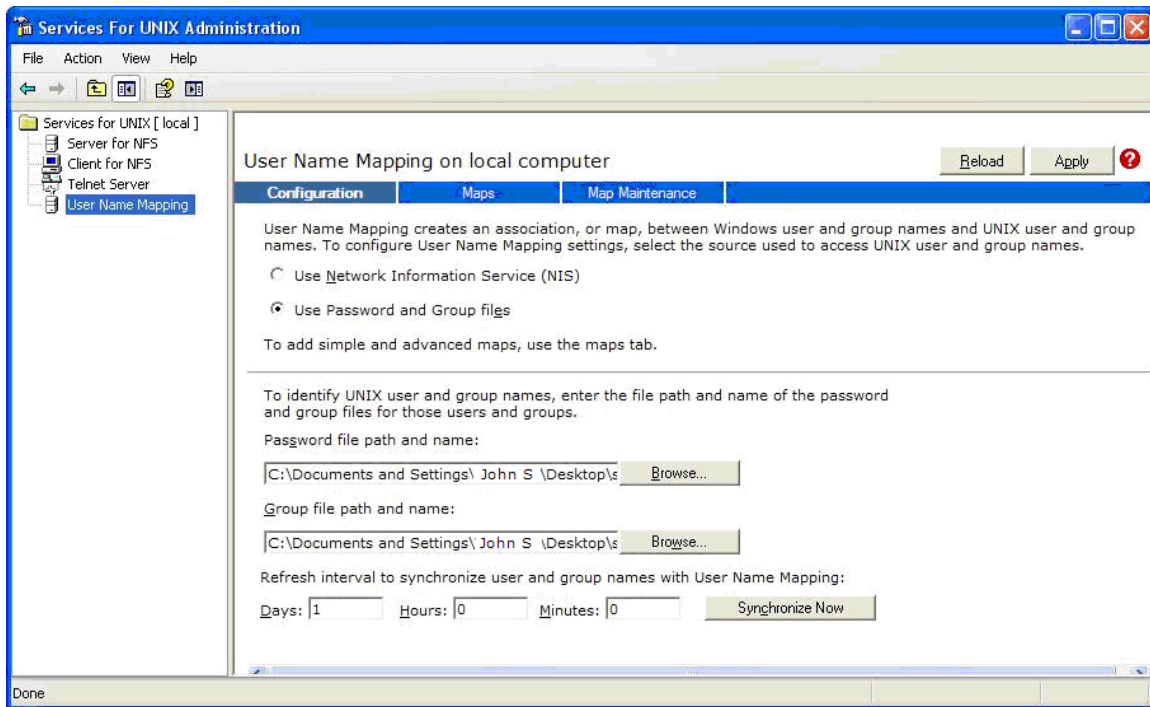 Services For UNIX Administration
File Action View Help
Services for UNIX [ local ]
Server for NFS
Client for NFS
Telnet Server
User Name Mapping
User Name Mapping on local computer
Reload
Apply
Configuration
Maps
Map Maintenance
User Name Mapping creates an association, or map, between Windows user and group names and UNIX user and group
names. To configure User Name Mapping settings, select the source used to access UNIX user and group names.
Use Network Information Service (NIS)
Use Password and Group files
To add simple and advanced maps, use the maps tab.
To identify UNIX user and group names, enter the file path and name of the password
and group files for those users and groups.
Password file path and name:
C:\Documents and Settings\ John S \Desktop\s
Browse...
Group file path and name:
C:\Documents and Settings\ John S \Desktop\s
Browse...
Refresh interval to synchronize user and group names with User Name Mapping:
Days: 1 Hours: 0 Minutes: 0 Synchronize Now
Done